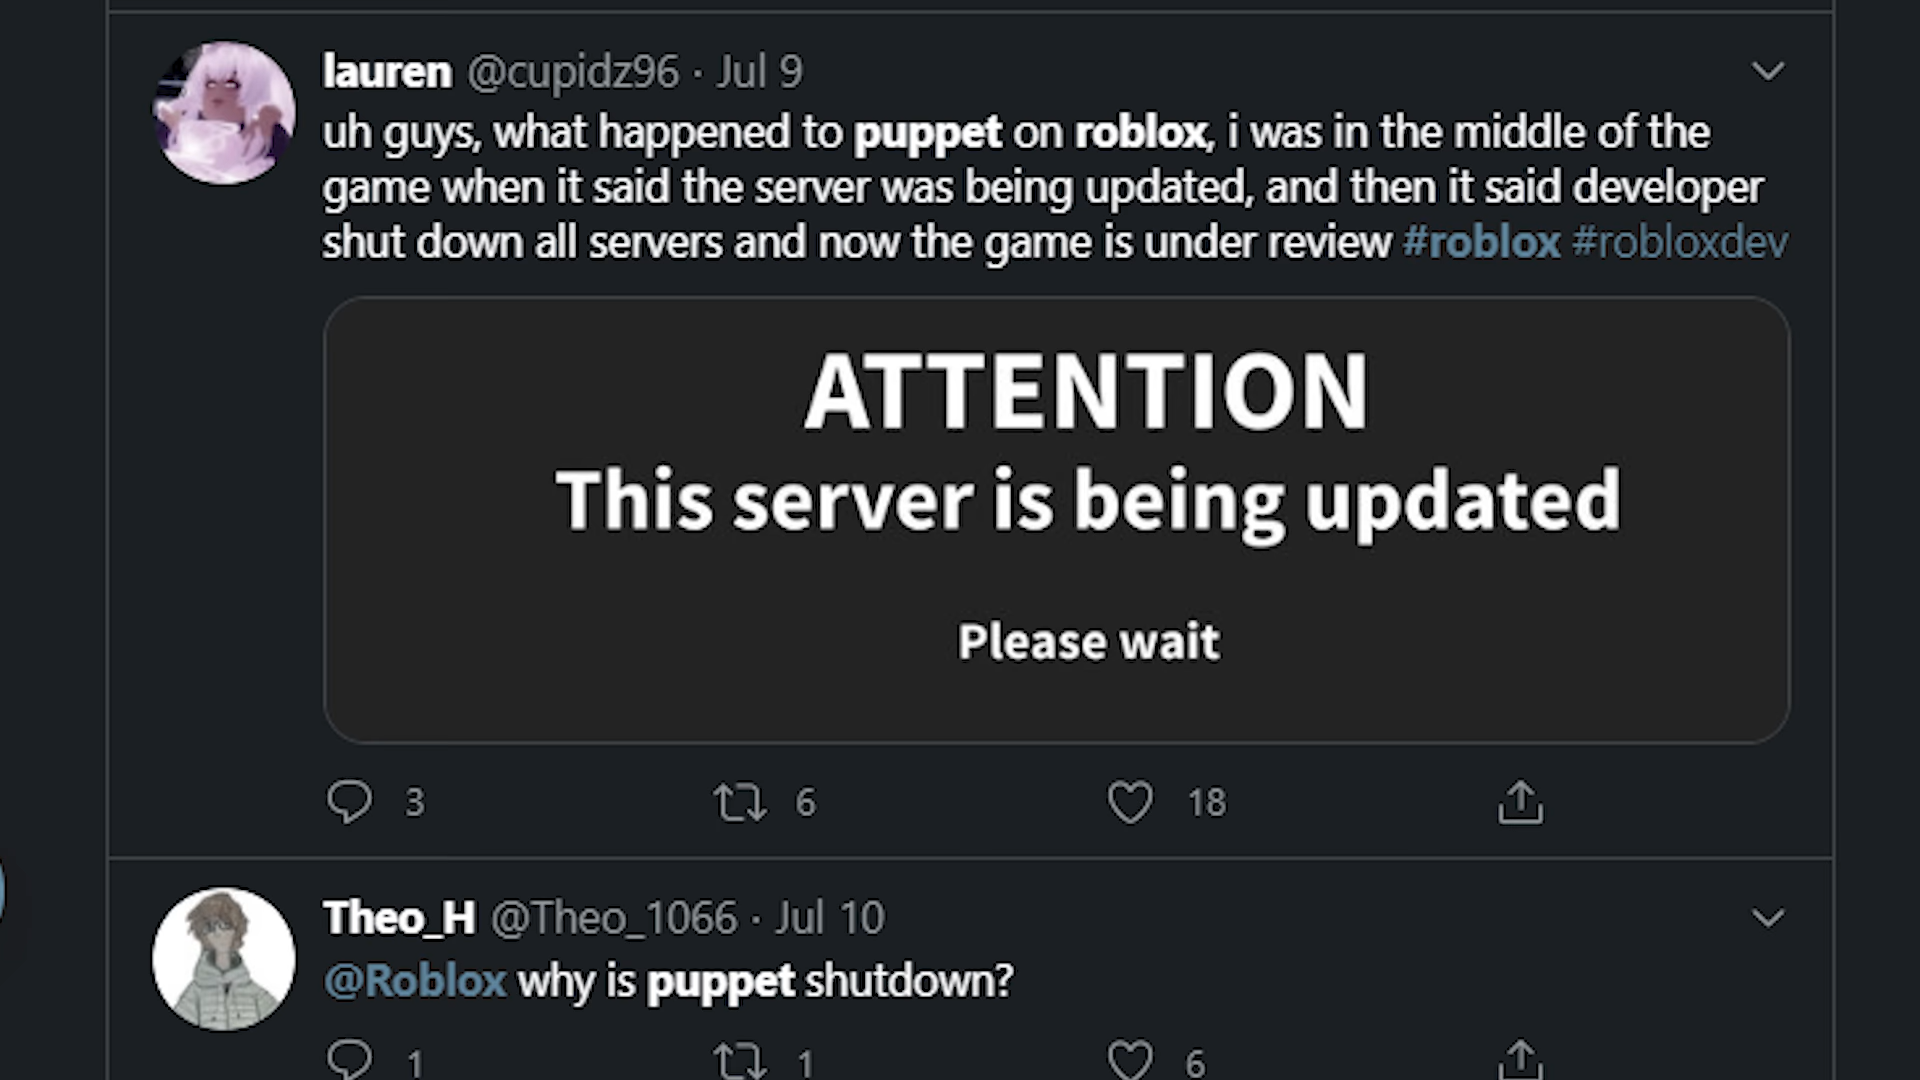 lauren @cupidz96 · Jul 9
uh guys, what happened to puppet on roblox, i was in the middle of the
game when it said the server was being updated, and then it said developer
shut down all servers and now the game is under review #roblox #robloxdev
ATTENTION
This server is being updated
Please wait
3 6 18
Theo_H @Theo_1066 · Jul 10
@Roblox why is puppet shutdown?
1 1 6